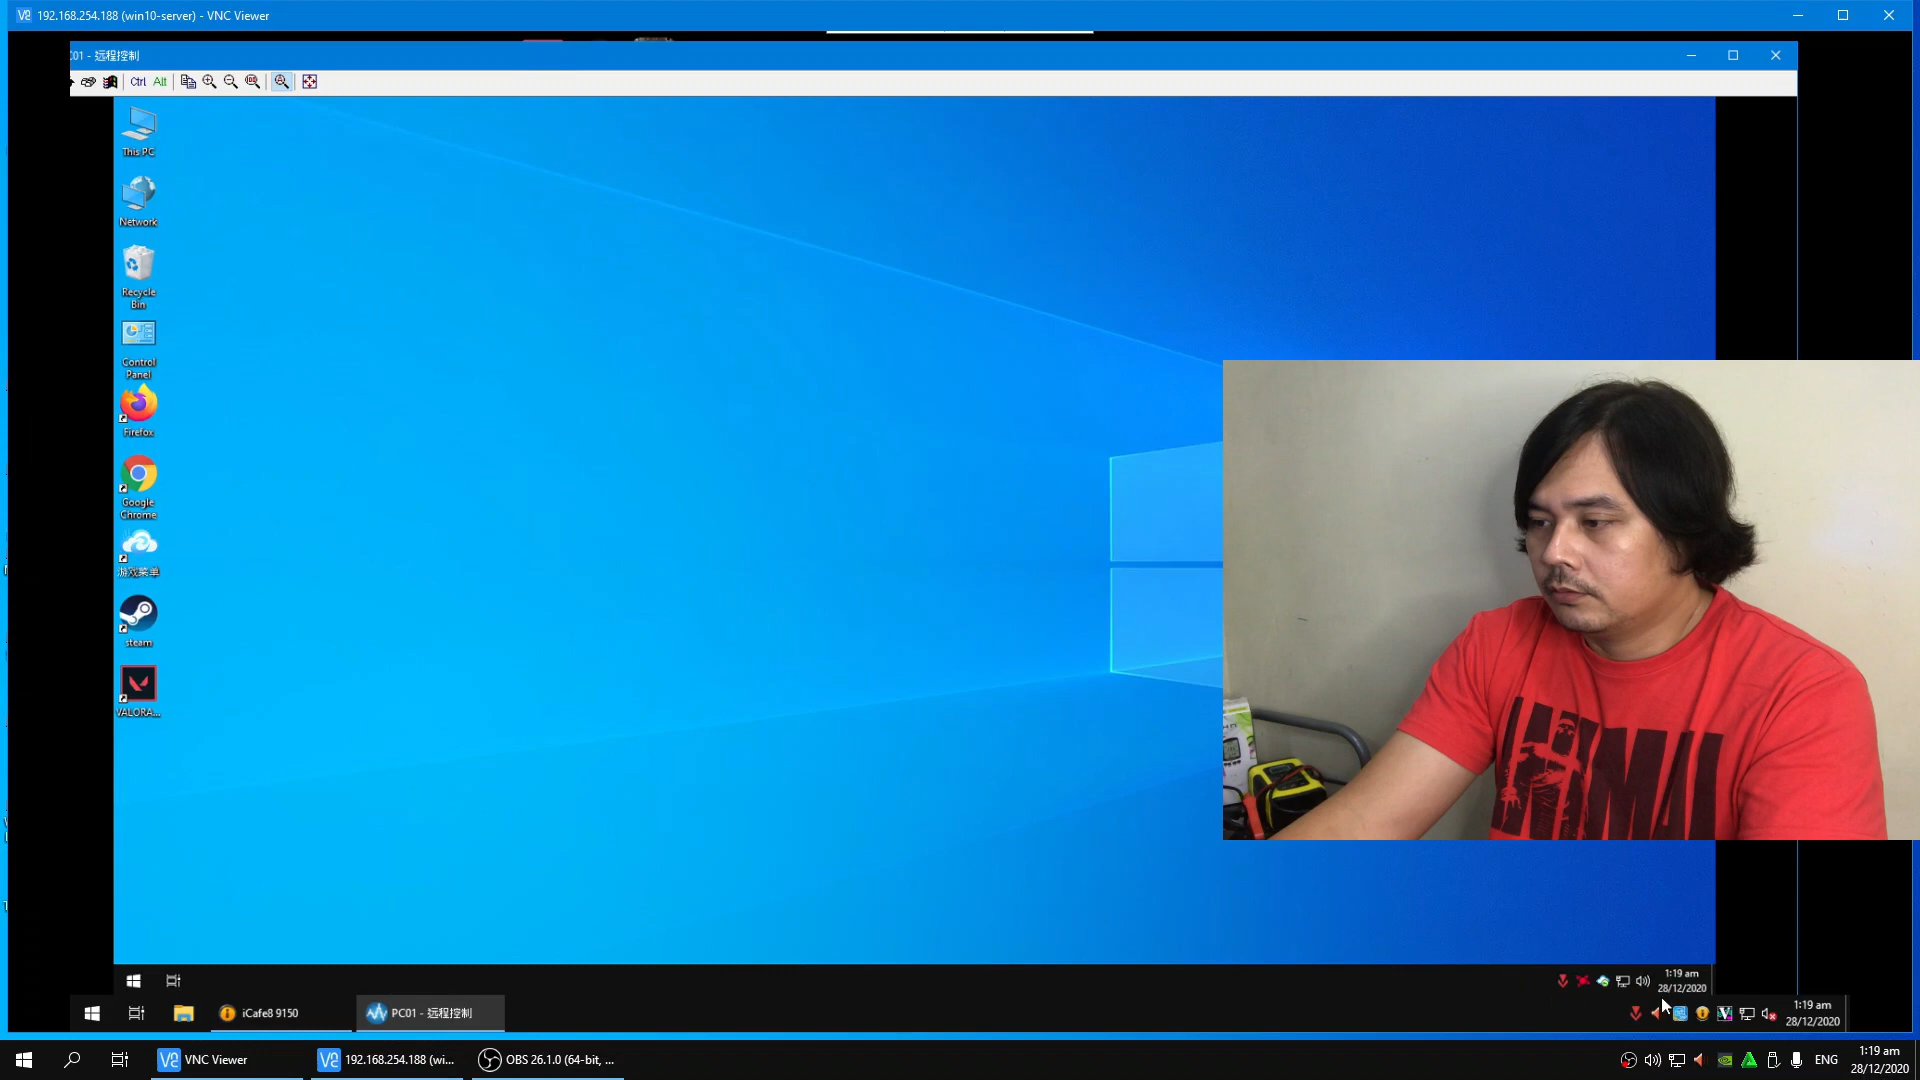 192.168.254.188 (win10-server) - VNC Viewer
C01 - 远程控制
Ctrl Alt
This PC
Network
Recycle
Bin
Control
Panel
Firefox
Google
Chrome
游戏菜单
steam
VALORA...
1:19 am
28/12/2020
iCafe8 9150
PC01 - 远程控制
1:19 am
28/12/2020
VNC Viewer
192.168.254.188 (wi...
OBS 26.1.0 (64-bit, ...
ENG
1:19 am
28/12/2020